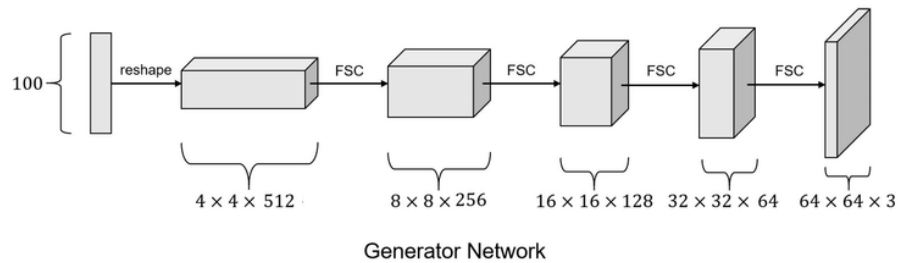 100
reshape
FSC
FSC
FSC
FSC
4 × 4 × 512
8 × 8 × 256
16 × 16 × 128
32 × 32 × 64
64 × 64 × 3
Generator Network